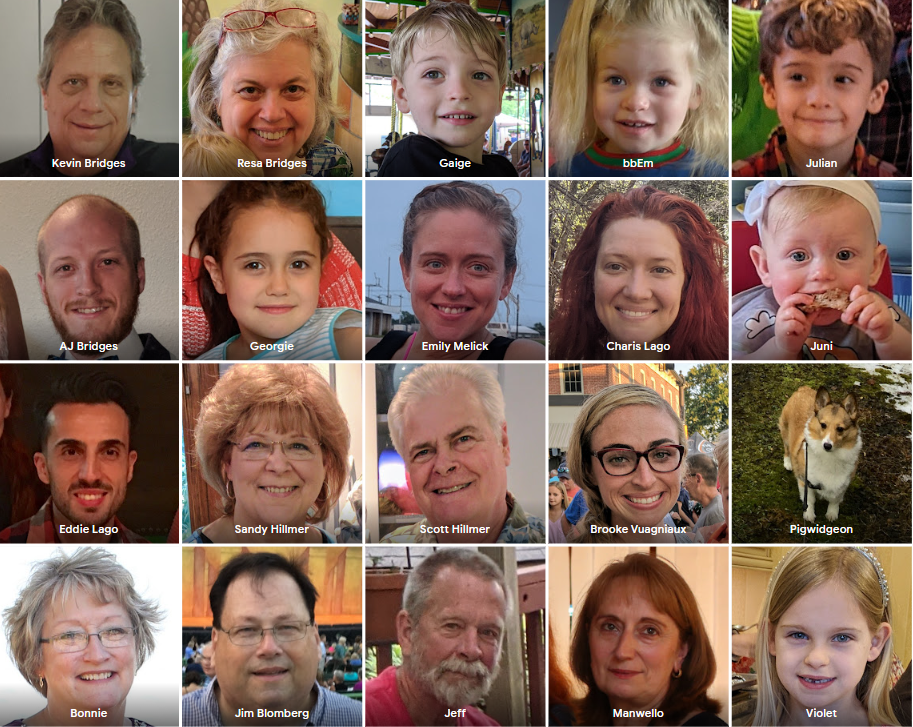 Kevin Bridges
Resa Bridges
Gaige
bbEm
Julian
AJ Bridges
Georgie
Emily Melick
Charis Lago
Juni
Eddie Lago
Sandy Hillmer
Scott Hillmer
Brooke Vuagniaux
Pigwidgeon
Bonnie
Jim Blomberg
Jeff
Manwello
Violet